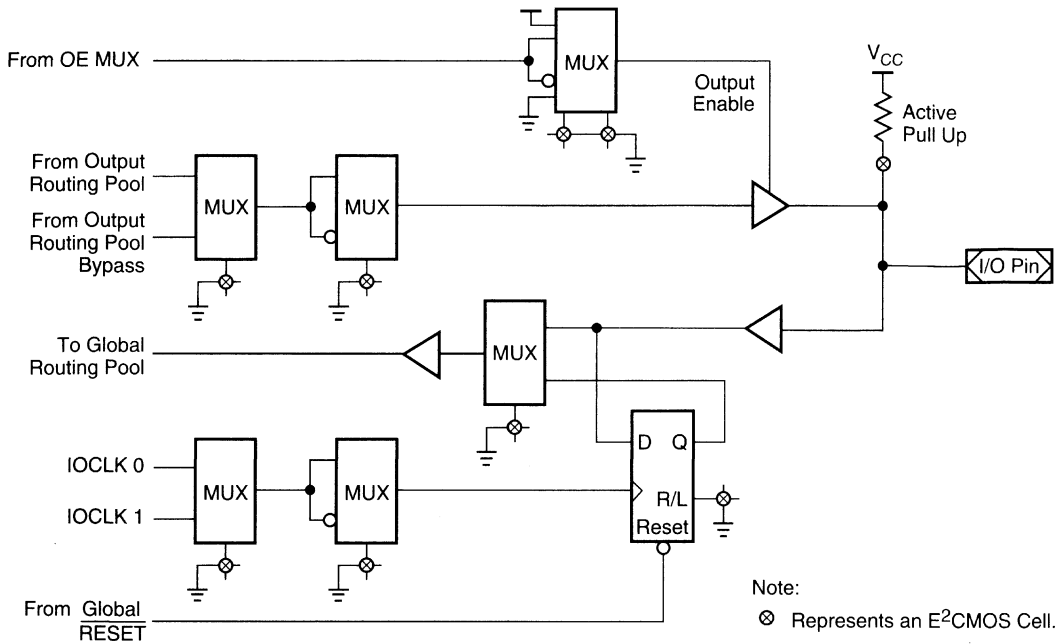 From OE MUX
MUX
Output
Enable
V_CC
Active
Pull Up
From Output
Routing Pool
From Output
Routing Pool
Bypass
MUX
MUX
I/O Pin
To Global
Routing Pool
MUX
D Q
R/L
Reset
IOCLK 0
IOCLK 1
MUX
MUX
From Global
RESET
Note:
⊗ Represents an E²CMOS Cell.